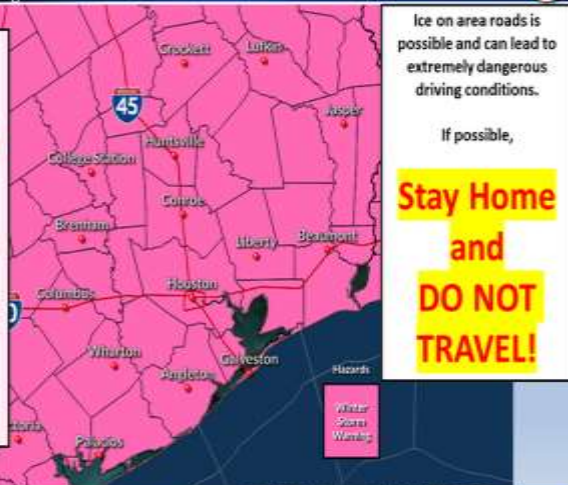 Ice on area roads is
possible and can lead to
extremely dangerous
driving conditions.
If possible,
Stay Home
and
DO NOT
TRAVEL!
Crockett
Lufkin
45
Jasper
Huntsville
College Station
Conroe
Brenham
Liberty
Beaumont
Columbus
Houston
Wharton
Galveston
Angleton
Palacios
Hazards
Winter
Storm
Warning